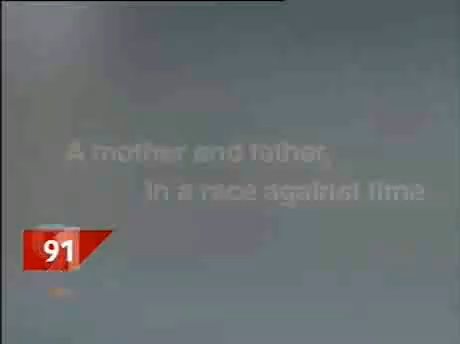 A mother and father,
in a race against time
91